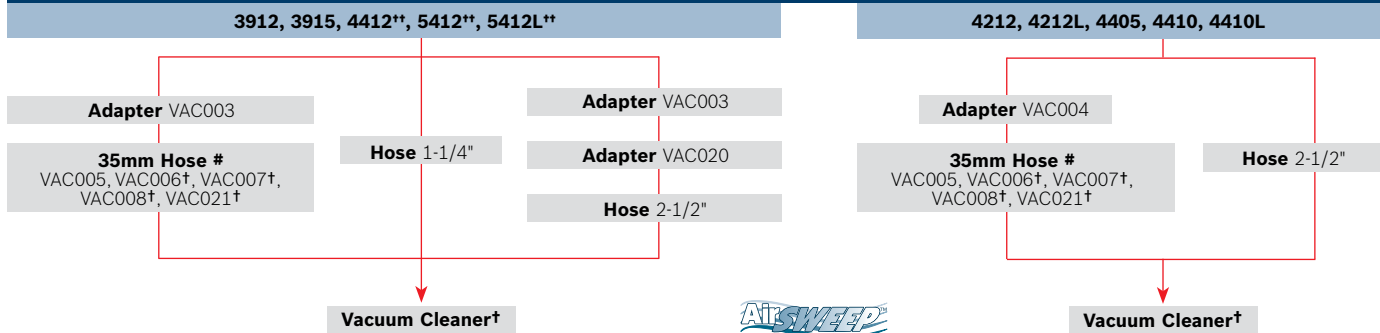 3912, 3915, 4412††, 5412††, 5412L††
Adapter VAC003
35mm Hose #
VAC005, VAC006†, VAC007†,
VAC008†, VAC021†
Hose 1-1/4"
Adapter VAC003
Adapter VAC020
Hose 2-1/2"
Vacuum Cleaner†
AirSWEEP™
4212, 4212L, 4405, 4410, 4410L
Adapter VAC004
35mm Hose #
VAC005, VAC006†, VAC007†,
VAC008†, VAC021†
Hose 2-1/2"
Vacuum Cleaner†